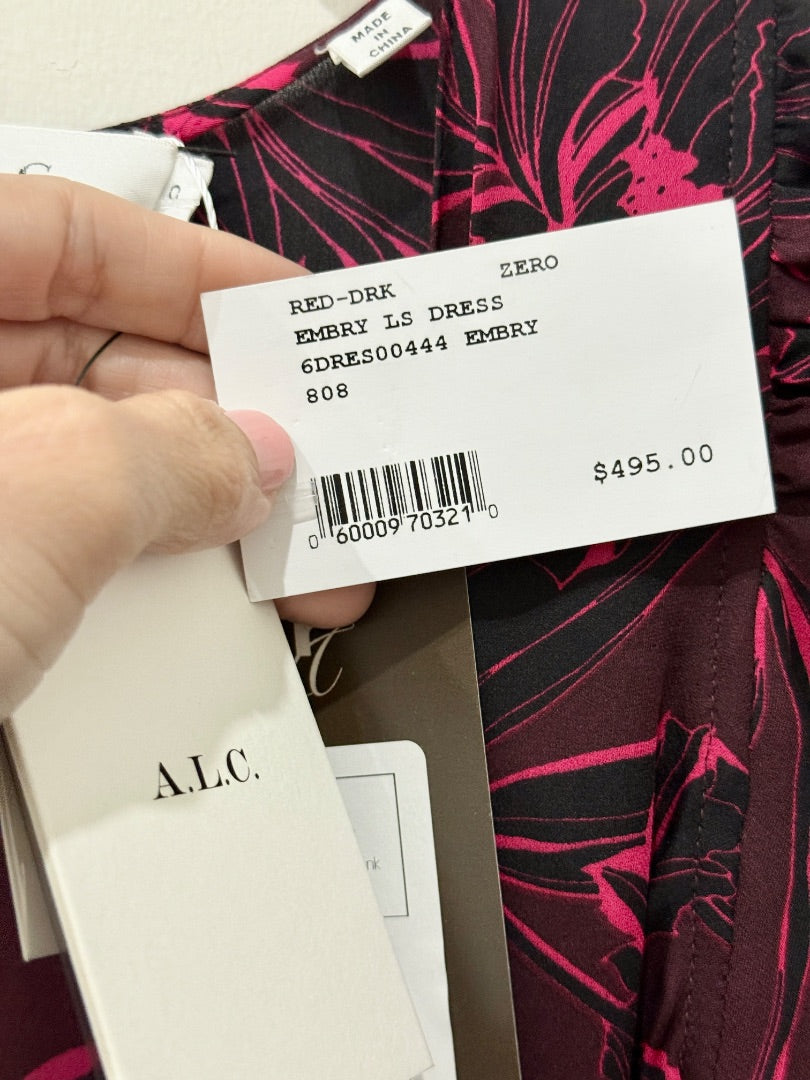 MADE
IN
CHINA
RED-DRK ZERO
EMBRY LS DRESS
6DRES00444 EMBRY
808
$495.00
0 60009 70321 0
A.L.C.